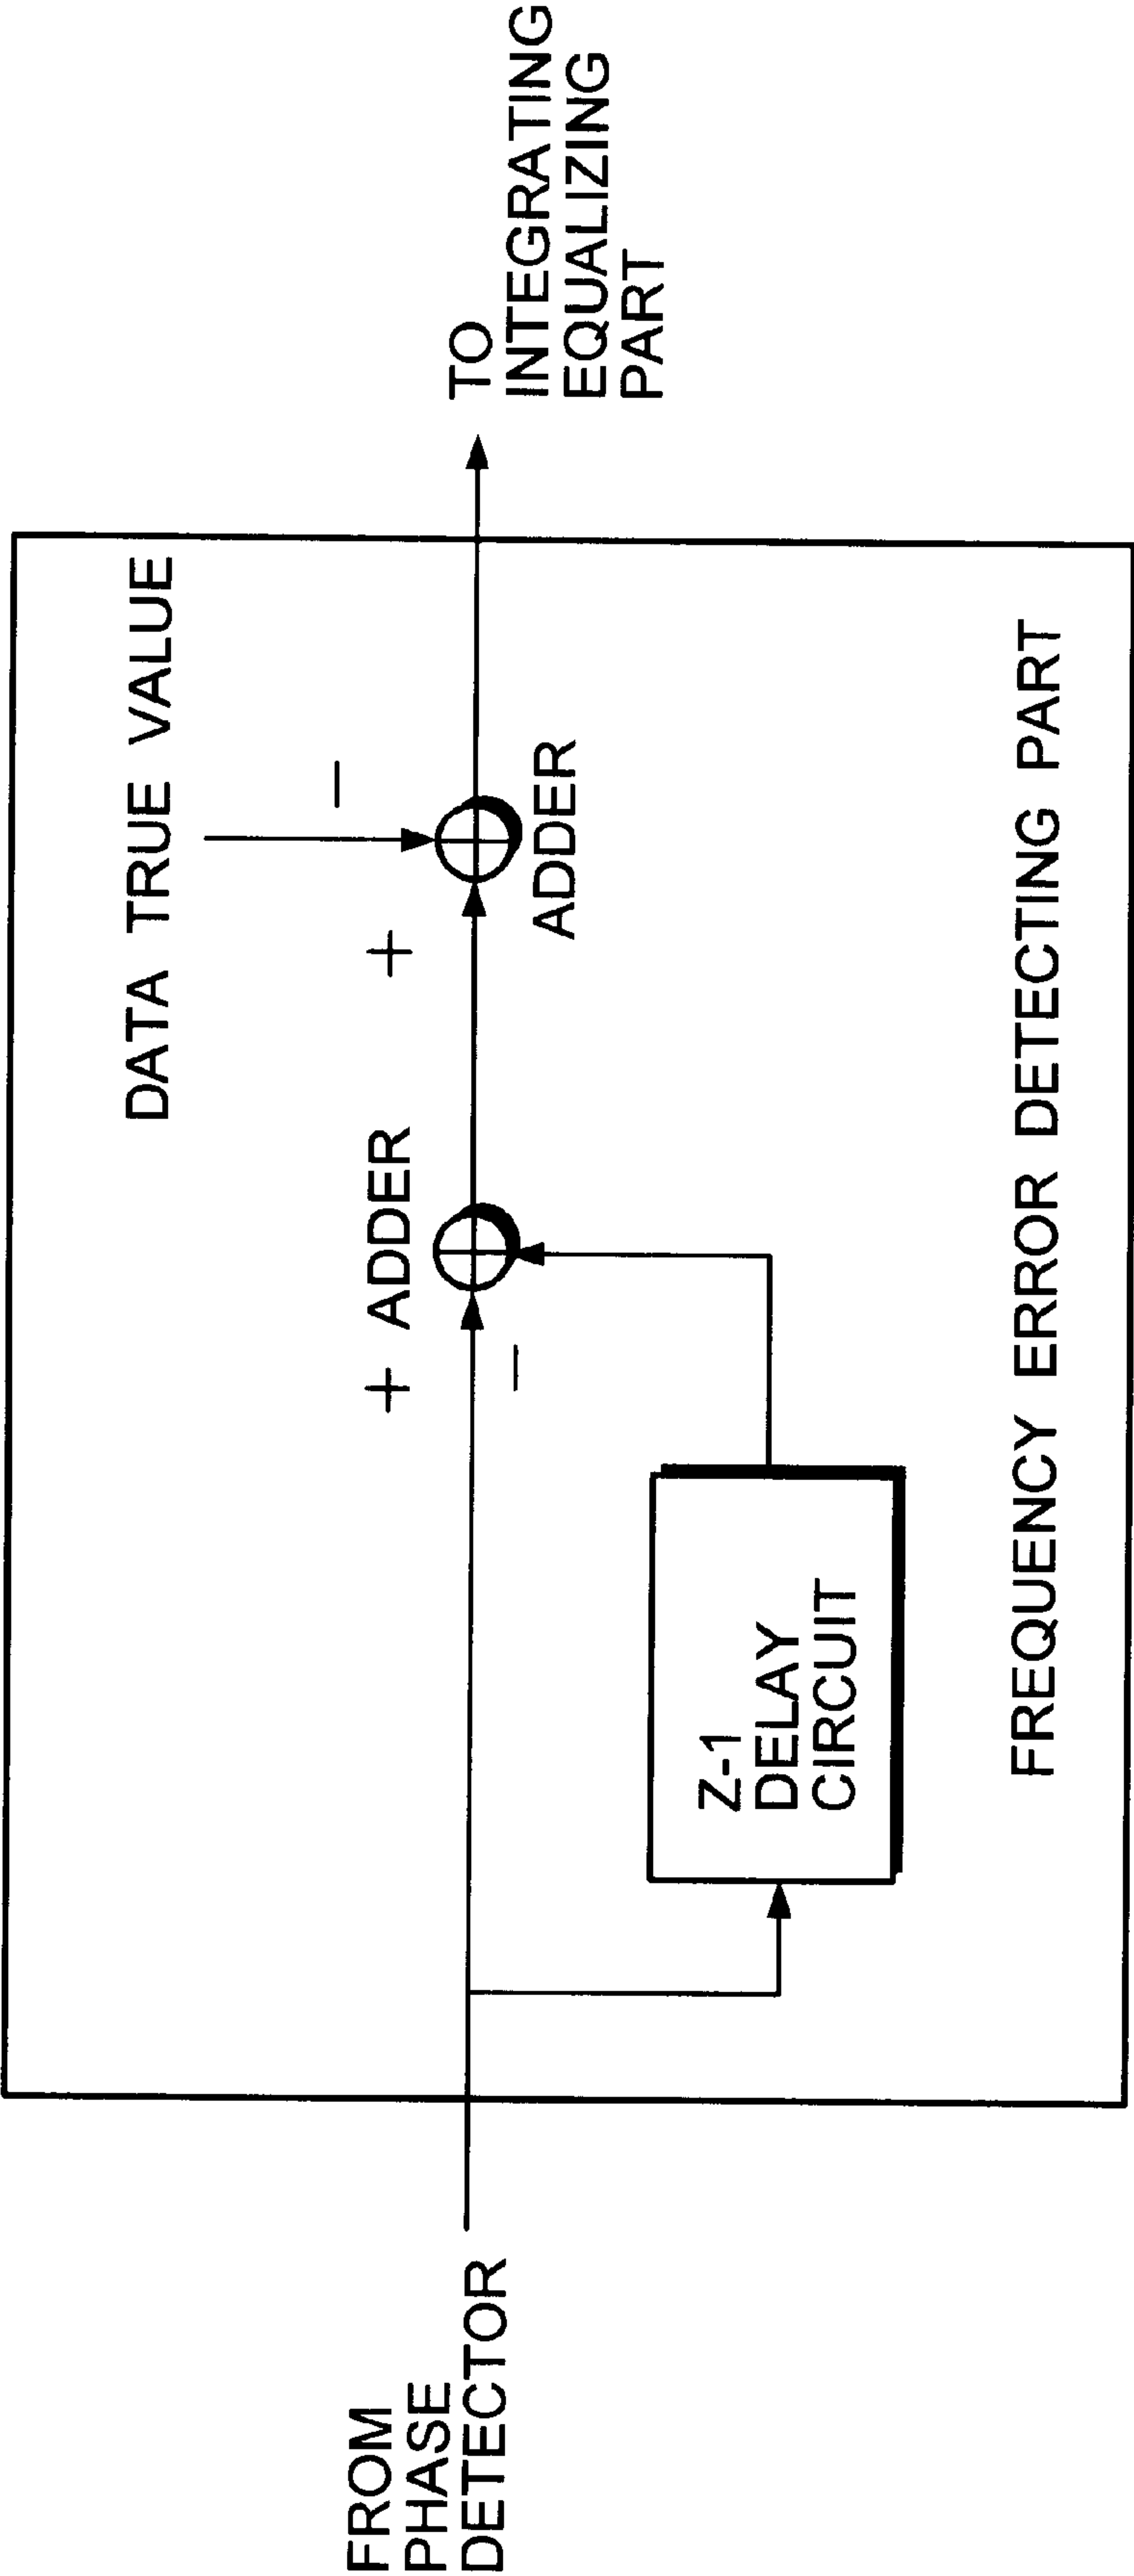 FROM
PHASE
DETECTOR
+ ADDER
−
Z-1
DELAY
CIRCUIT
DATA TRUE VALUE
−
+
ADDER
FREQUENCY ERROR DETECTING PART
TO
INTEGRATING
EQUALIZING
PART